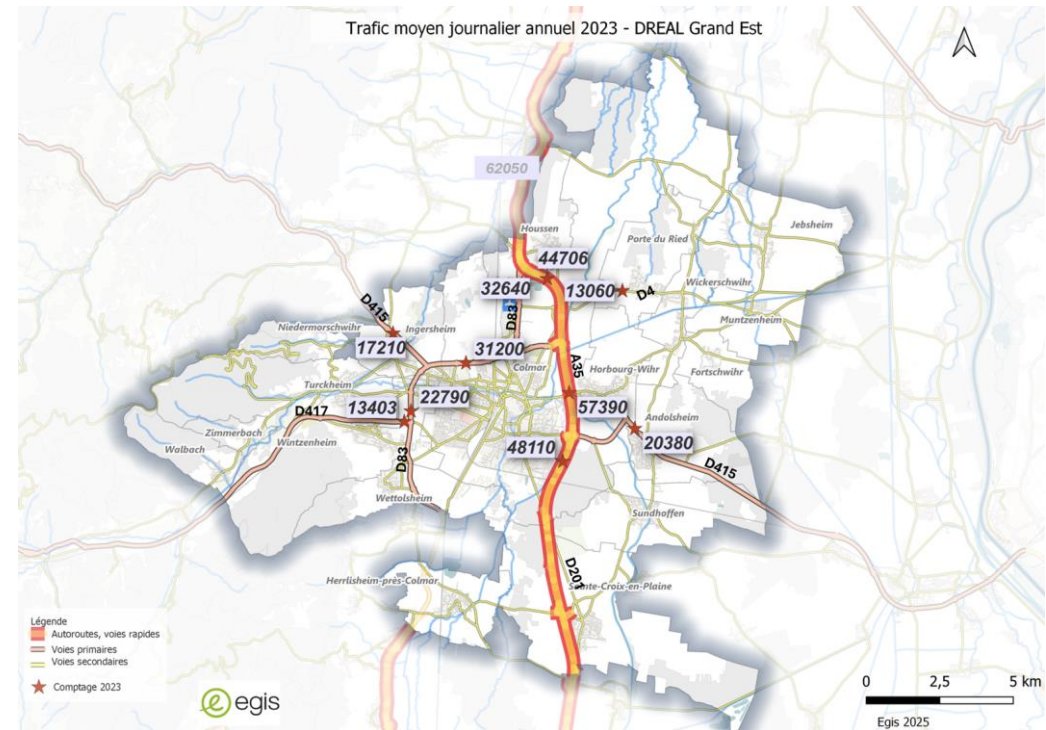 Trafic moyen journalier annuel 2023 - DREAL Grand Est
62050
Houssen
Jebsheim
Porte du Ried
44706
32640
13060
D4
Wickerschwihr
D415
D83
Muntzenheim
Niedermorschwihr
Ingersheim
17210
31200
A35
Colmar
Horbourg-Wihr
Fortschwihr
Turckheim
13403
22790
57390
Andolsheim
D417
Zimmerbach
Wintzenheim
Walbach
48110
20380
D83
D415
Wettolsheim
Sundhoffen
D201
Herrlisheim-près-Colmar
Sainte-Croix-en-Plaine
Légende
Autoroutes, voies rapides
Voies primaires
Voies secondaires
Comptage 2023
egis
0 2,5 5 km
Egis 2025